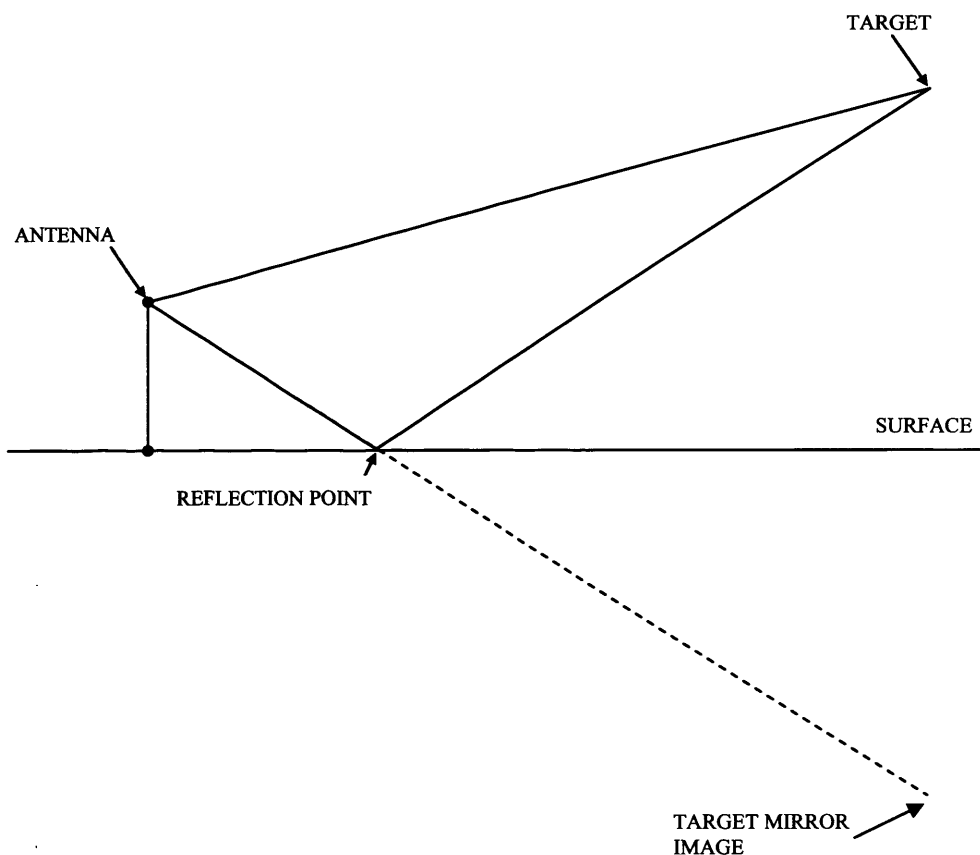 TARGET
ANTENNA
SURFACE
REFLECTION POINT
TARGET MIRROR
IMAGE